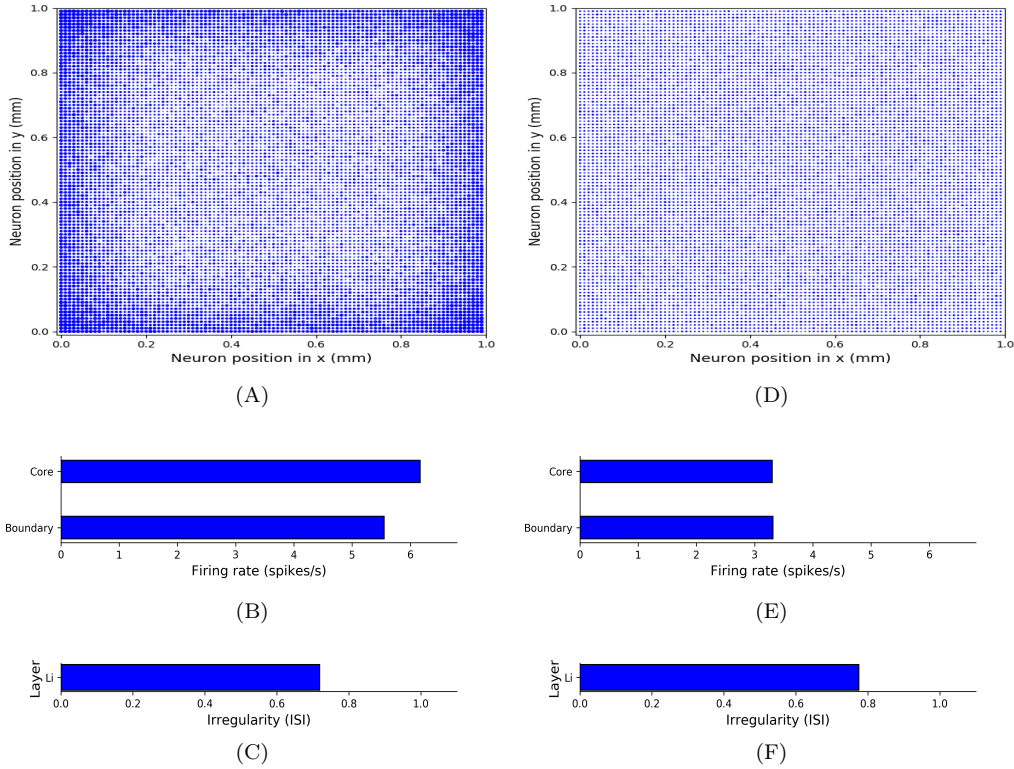 1.0
0.8
0.6
0.4
0.2
0.0
Neuron position in y (mm)
0.0 0.2 0.4 0.6 0.8 1.0
Neuron position in x (mm)
(A)
1.0
0.8
0.6
0.4
0.2
0.0
Neuron position in y (mm)
0.0 0.2 0.4 0.6 0.8 1.0
Neuron position in x (mm)
(D)
Core
Boundary
0 1 2 3 4 5 6
Firing rate (spikes/s)
(B)
Core
Boundary
0 1 2 3 4 5 6
Firing rate (spikes/s)
(E)
Layer
Li
0.0 0.2 0.4 0.6 0.8 1.0
Irregularity (ISI)
(C)
Layer
Li
0.0 0.2 0.4 0.6 0.8 1.0
Irregularity (ISI)
(F)